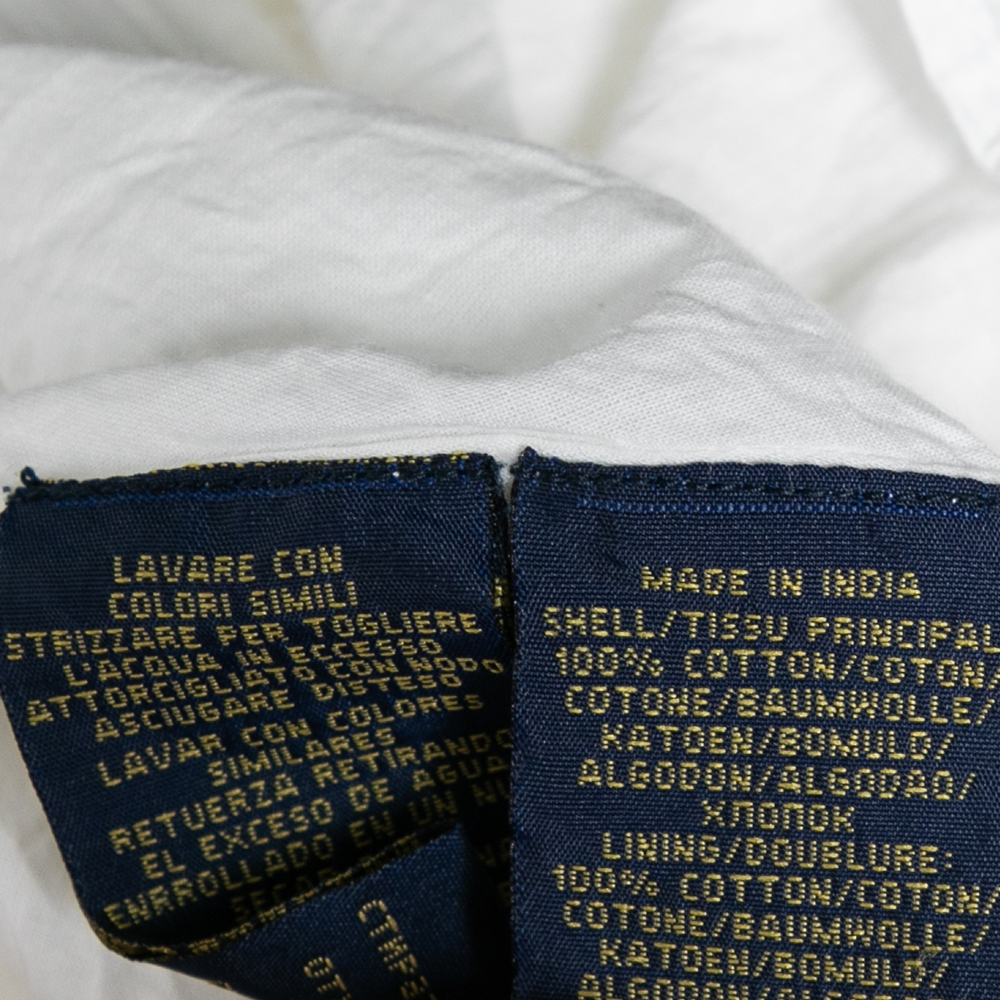 LAVARE CON
COLORI SIMILI
STRIZZARE PER TOGLIERE
L'ACQUA IN ECCESSO
ATTORCIGLIATO CON NODO
ASCIUGARE DISTESO
LAVAR CON COLORES
SIMILARES
RETUERZA RETIRANDO
EL EXCESO DE AGUA
ENRROLLADO EN UN
MADE IN INDIA
SHELL/TISSU PRINCIPAL
100% COTTON/COTON/
COTONE/BAUMWOLLE/
KATOEN/BOMULD/
ALGODON/ALGODAO/
ХЛОПОК
LINING/DOUBLURE:
100% COTTON/COTON/
COTONE/BAUMWOLLE/
KATOEN/BOMULD/